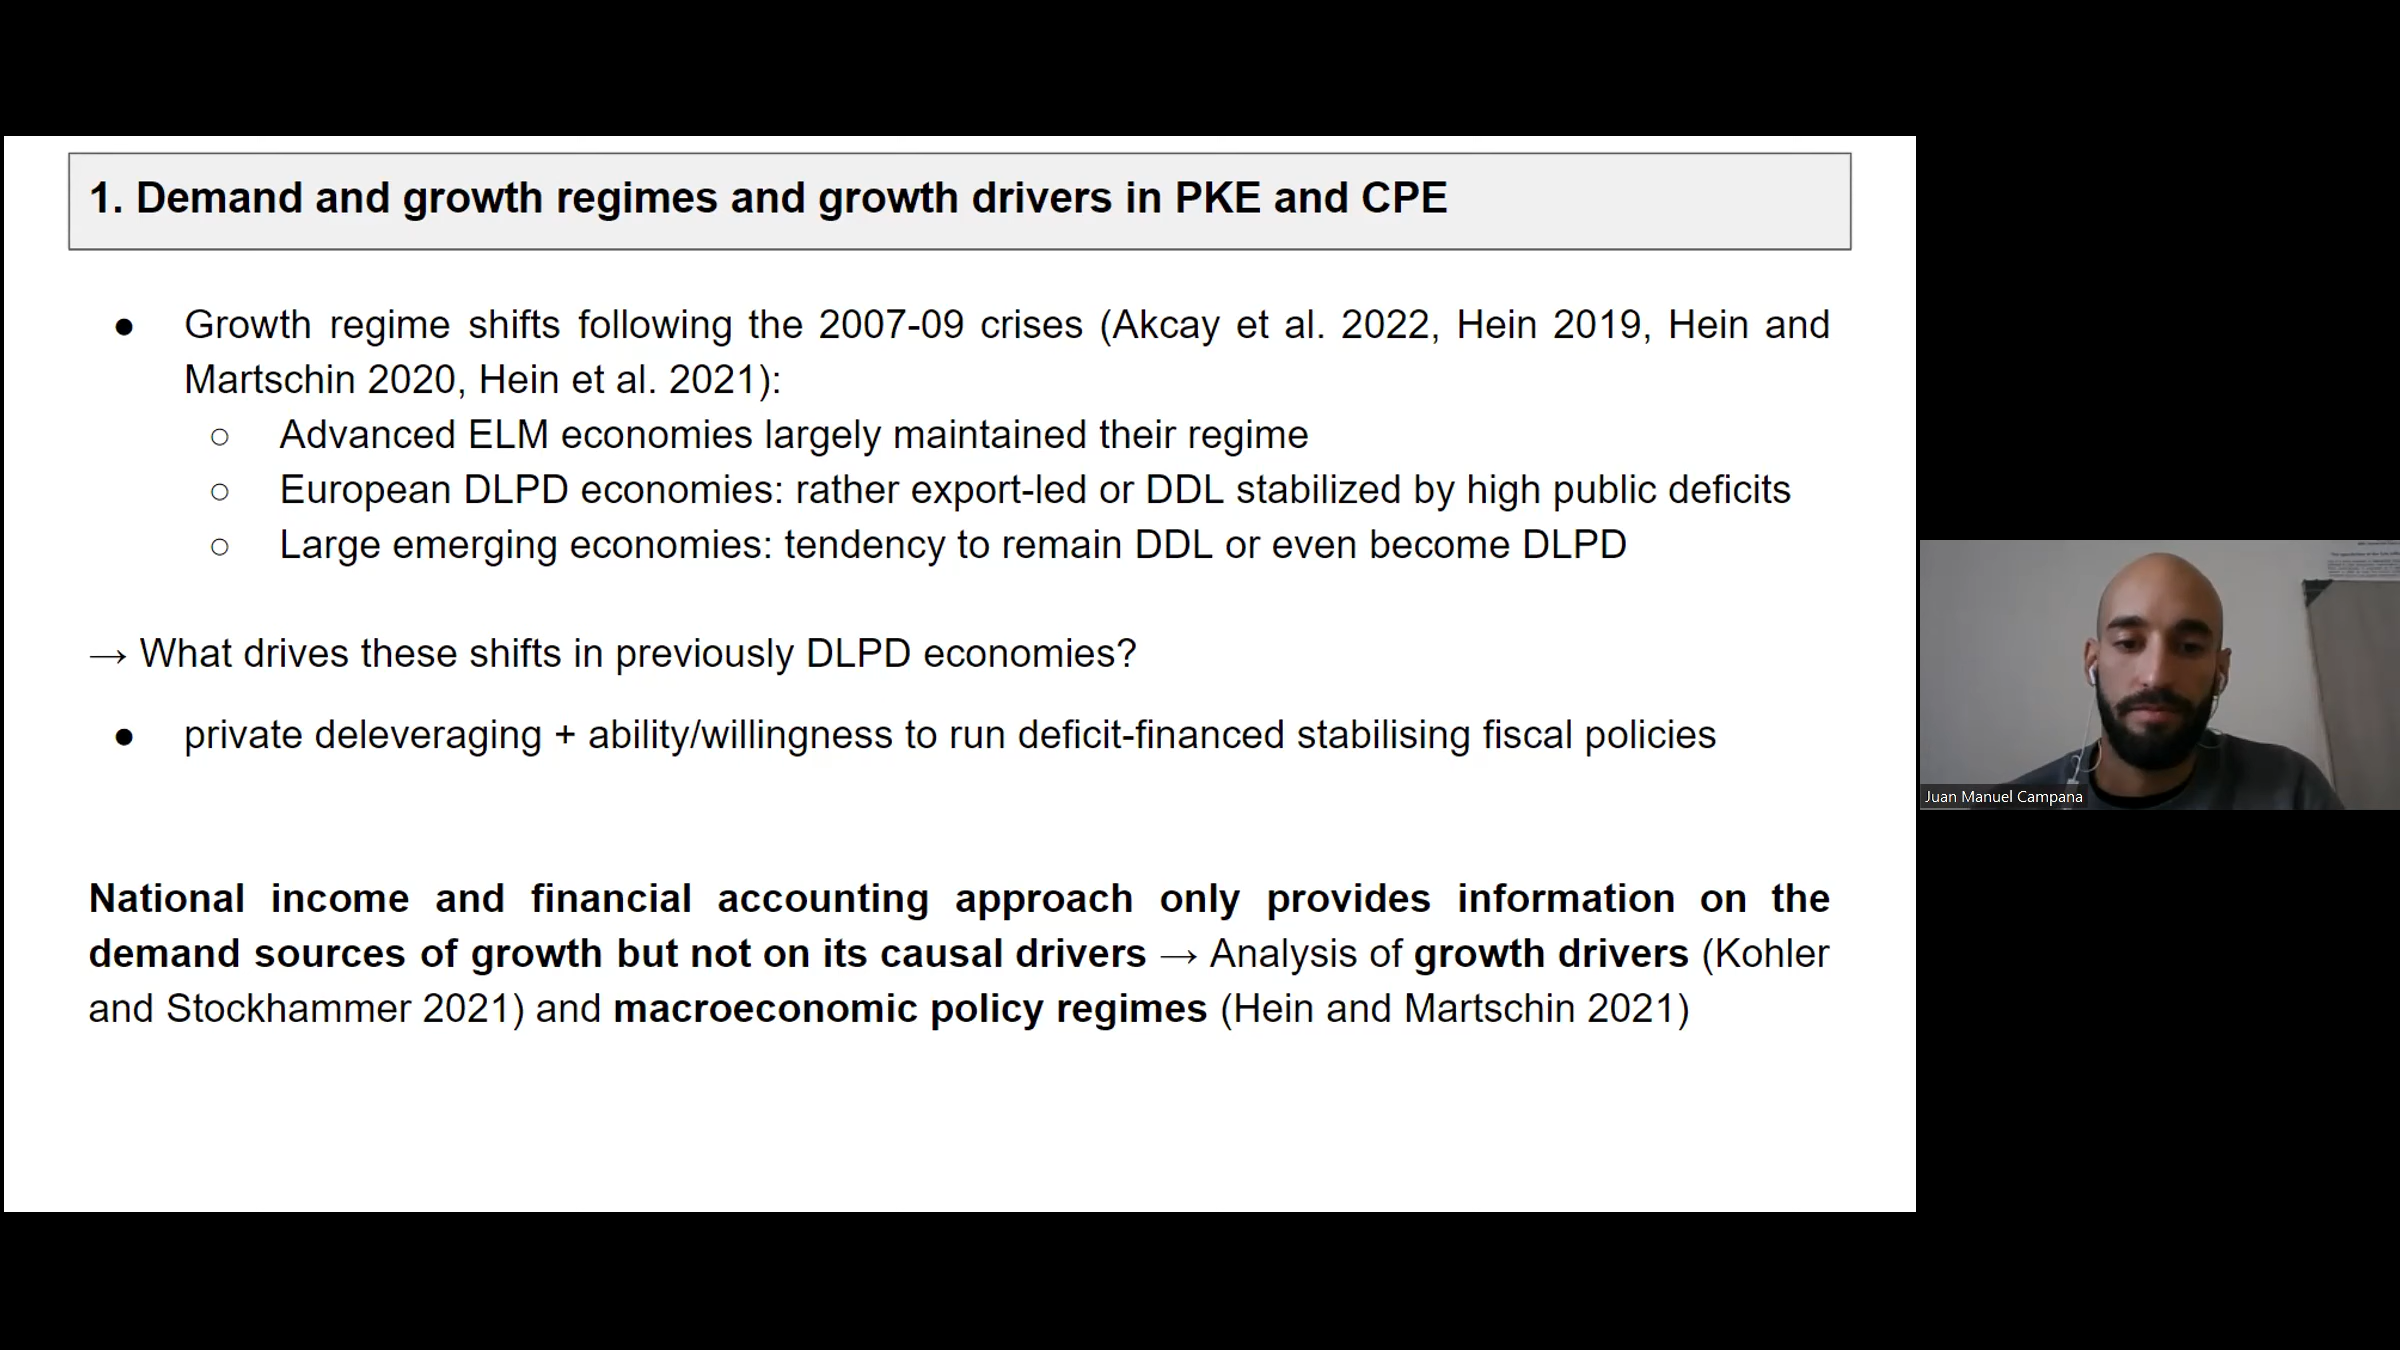 1. Demand and growth regimes and growth drivers in PKE and CPE
● Growth regime shifts following the 2007-09 crises (Akcay et al. 2022, Hein 2019, Hein and
Martschin 2020, Hein et al. 2021):
○ Advanced ELM economies largely maintained their regime
○ European DLPD economies: rather export-led or DDL stabilized by high public deficits
○ Large emerging economies: tendency to remain DDL or even become DLPD
→ What drives these shifts in previously DLPD economies?
● private deleveraging + ability/willingness to run deficit-financed stabilising fiscal policies
National income and financial accounting approach only provides information on the
demand sources of growth but not on its causal drivers → Analysis of growth drivers (Kohler
and Stockhammer 2021) and macroeconomic policy regimes (Hein and Martschin 2021)
Juan Manuel Campana